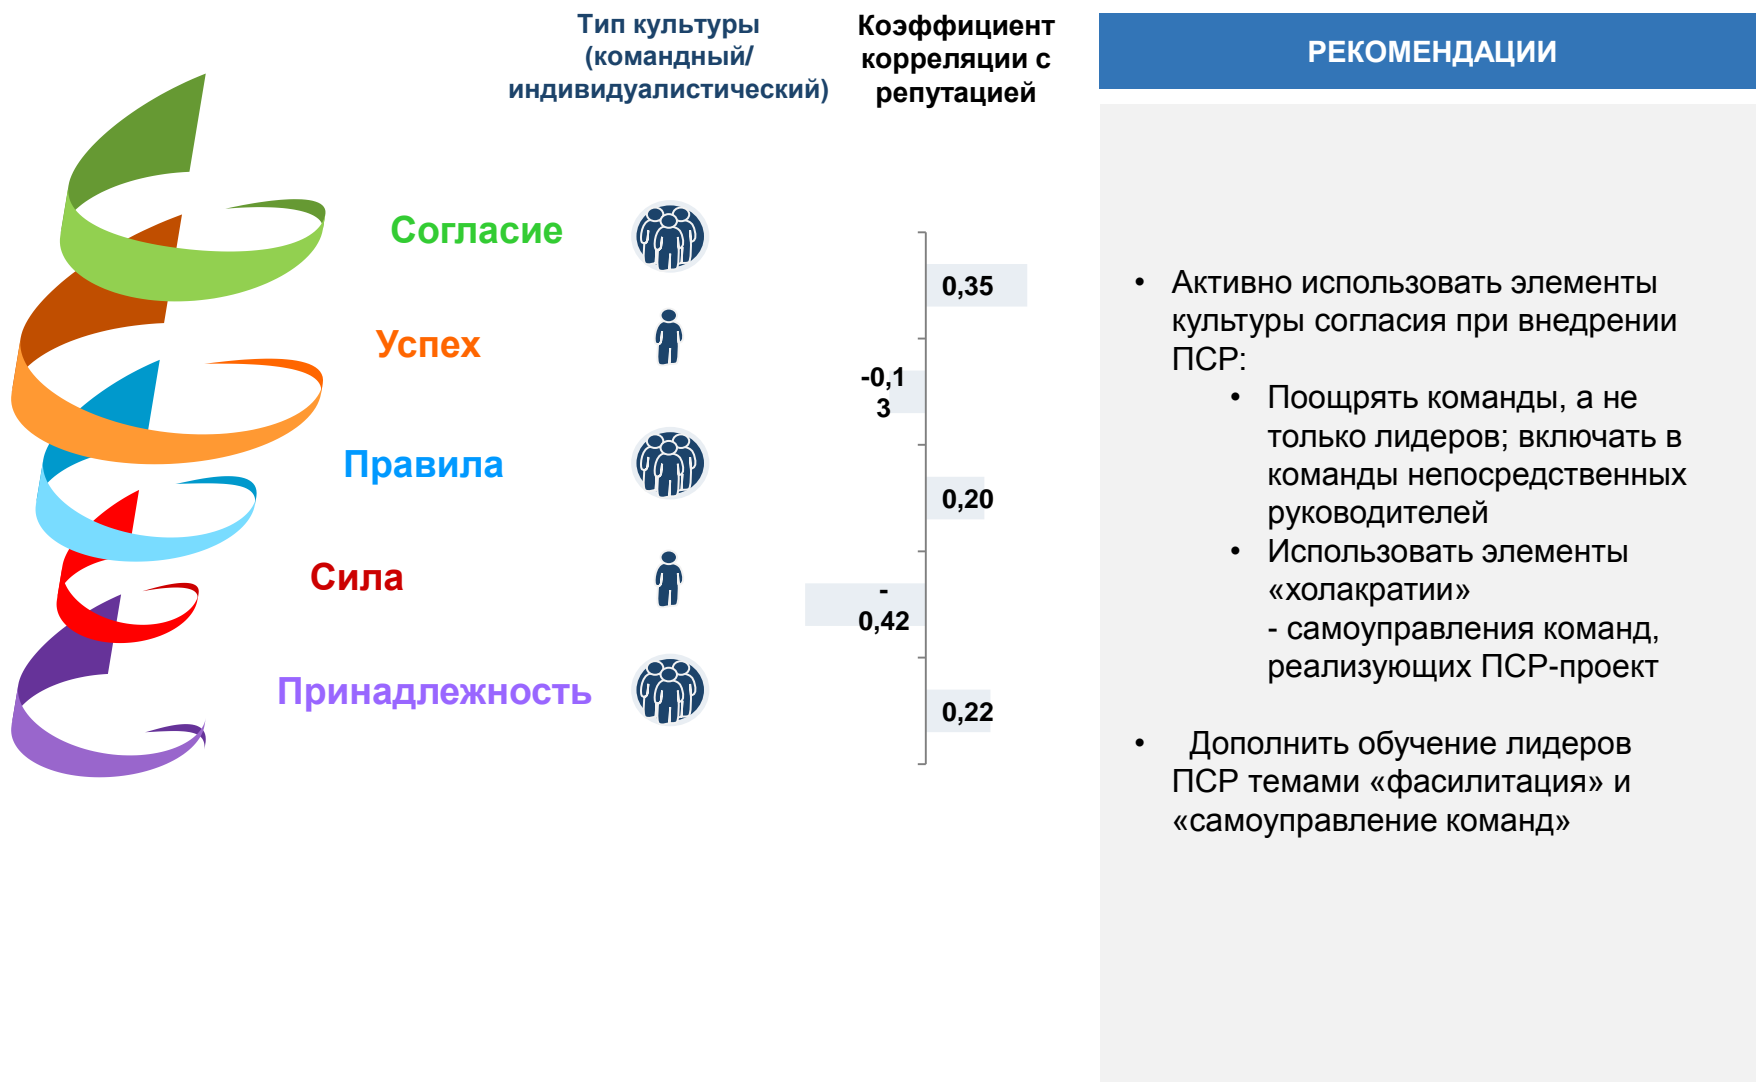 Тип культуры
(командный/
индивидуалистический)
Коэффициент
корреляции с
репутацией
Согласие
0,35
Успех
-0,1
3
Правила
0,20
Сила
-
0,42
Принадлежность
0,22
РЕКОМЕНДАЦИИ
• Активно использовать элементы
культуры согласия при внедрении
ПСР:
• Поощрять команды, а не
только лидеров; включать в
команды непосредственных
руководителей
• Использовать элементы
«холакратии»
- самоуправления команд,
реализующих ПСР-проект
• Дополнить обучение лидеров
ПСР темами «фасилитация» и
«самоуправление команд»